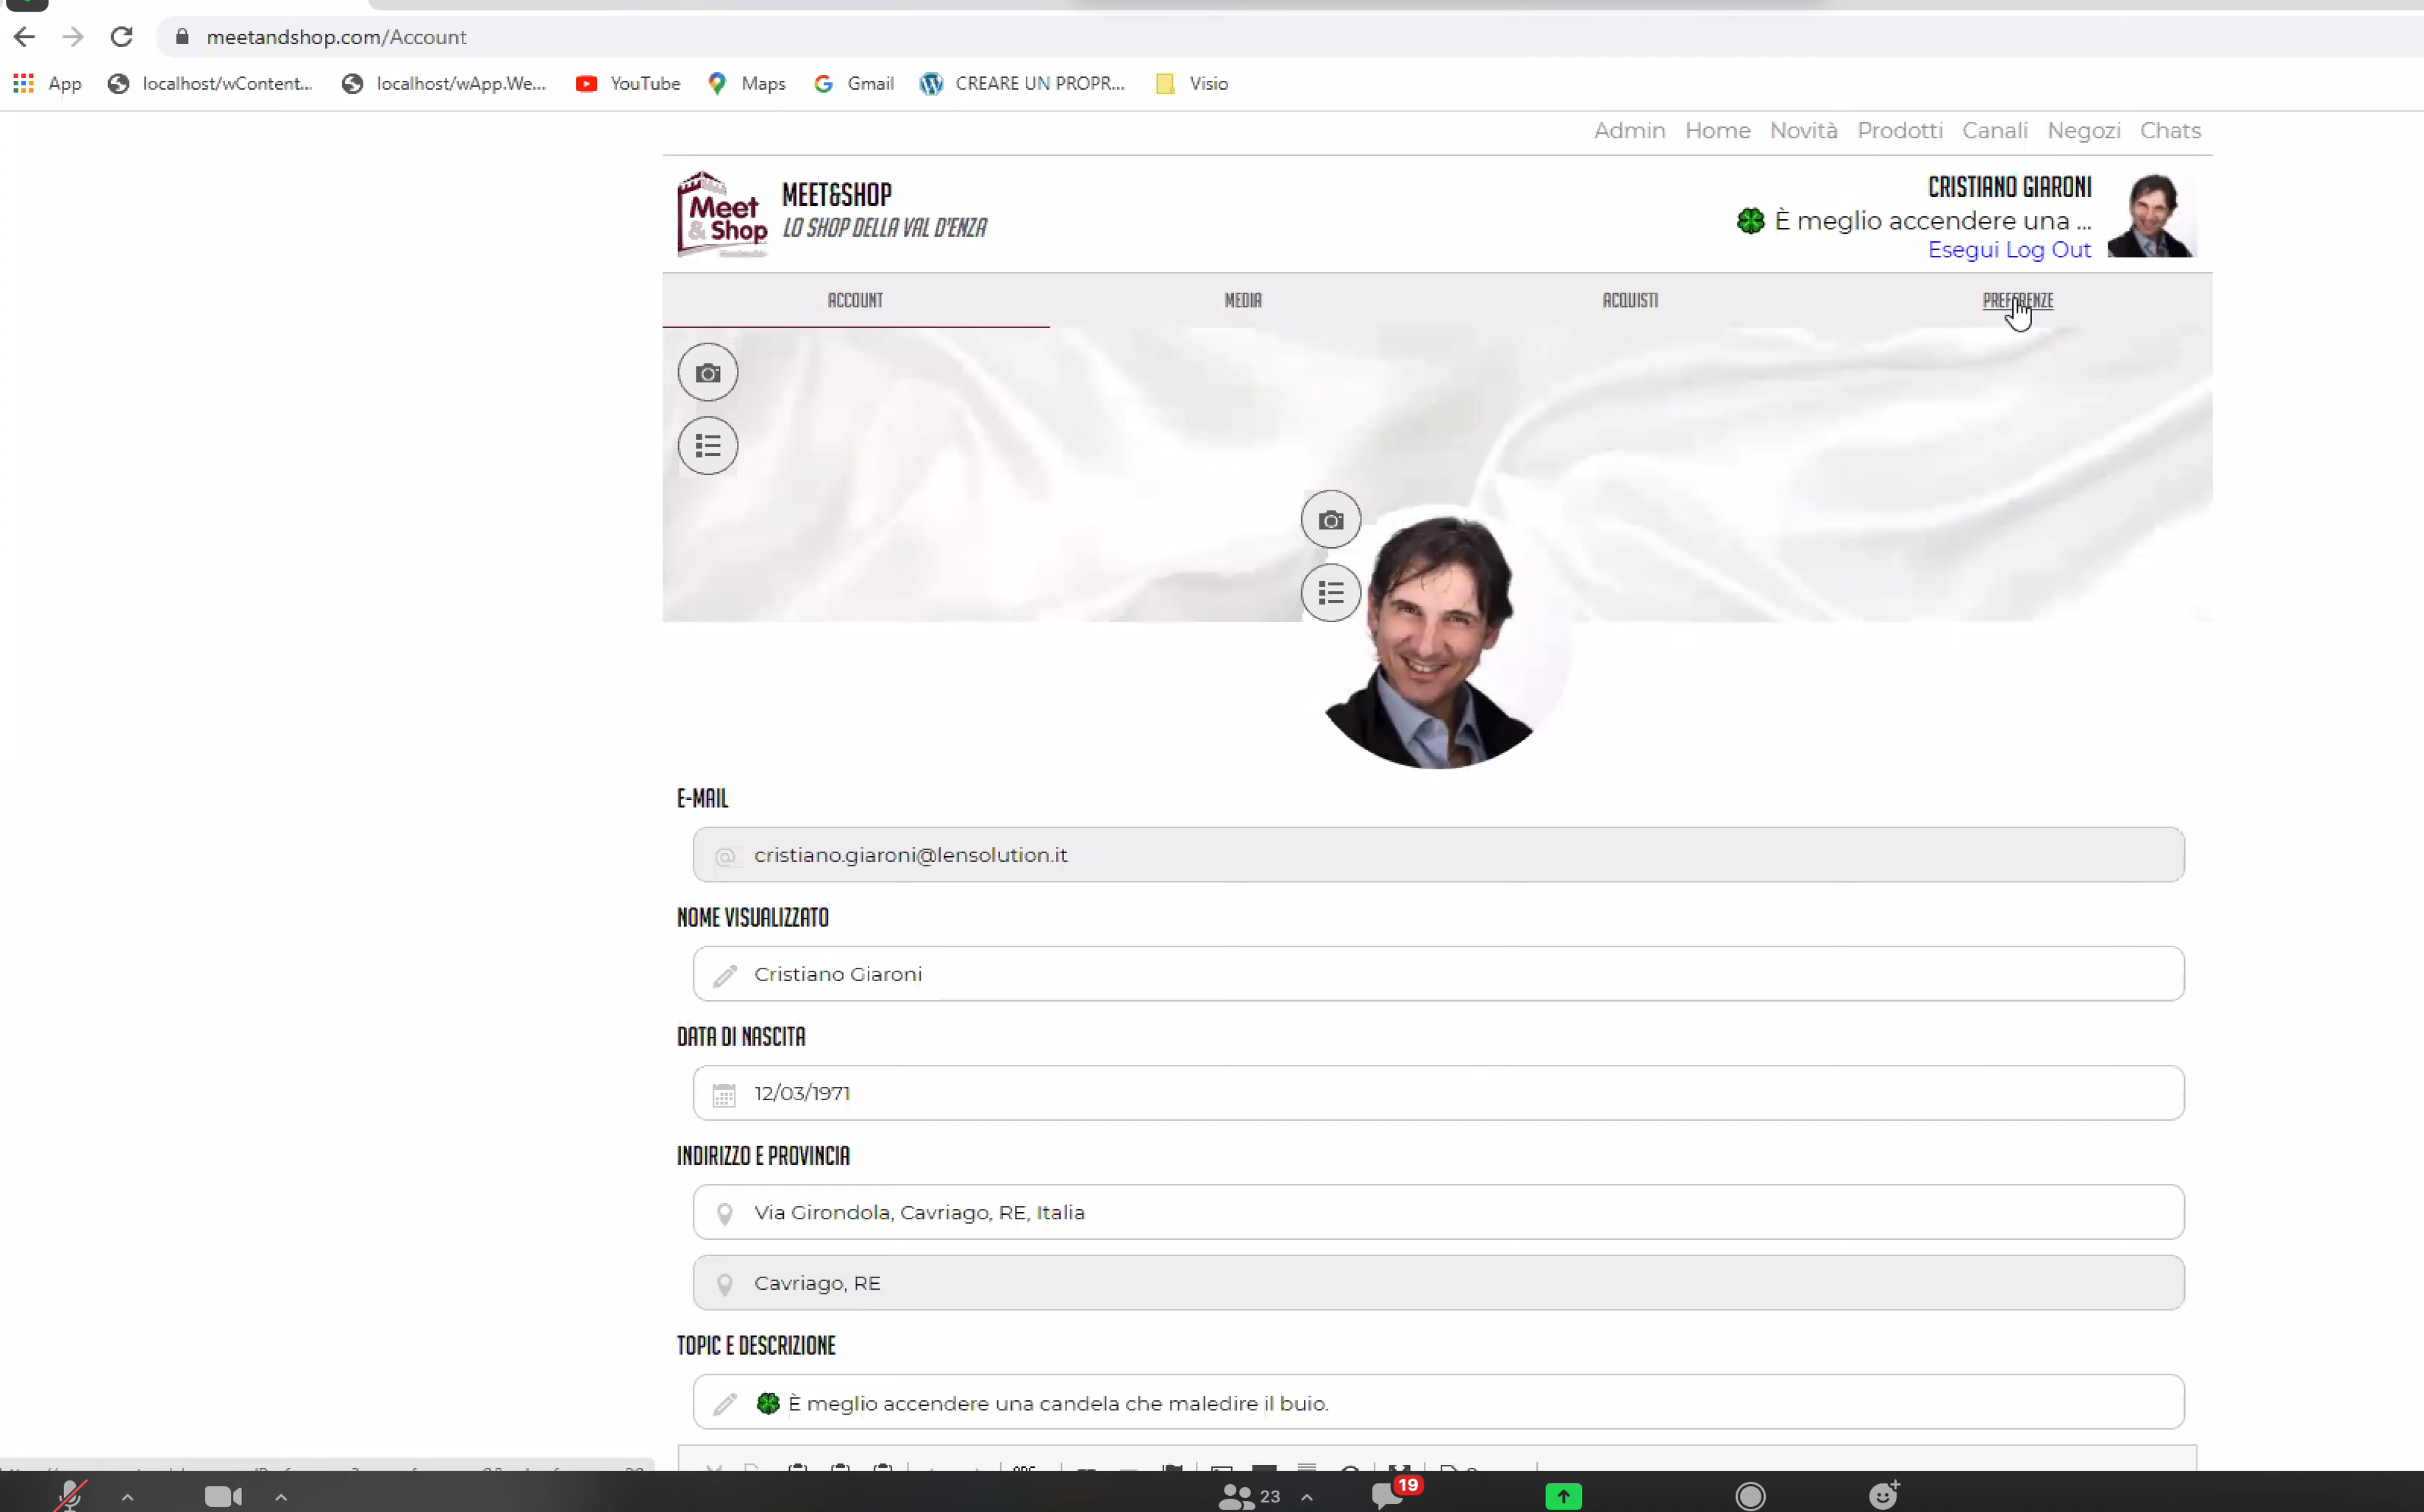 meetandshop.com/Account
App localhost/wContent... localhost/wApp.We... YouTube Maps Gmail CREARE UN PROPR... Visio
Admin Home Novità Prodotti Canali Negozi Chats
Meet & Shop
MEET&SHOP
LO SHOP DELLA VAL D'ENZA
CRISTIANO GIARONI
🍀 È meglio accendere una ...
Esegui Log Out
ACCOUNT MEDIA ACQUISTI PREFERENZE
E-MAIL
cristiano.giaroni@lensolution.it
NOME VISUALIZZATO
Cristiano Giaroni
DATA DI NASCITA
12/03/1971
INDIRIZZO E PROVINCIA
Via Girondola, Cavriago, RE, Italia
Cavriago, RE
TOPIC E DESCRIZIONE
🍀 È meglio accendere una candela che maledire il buio.
23 19